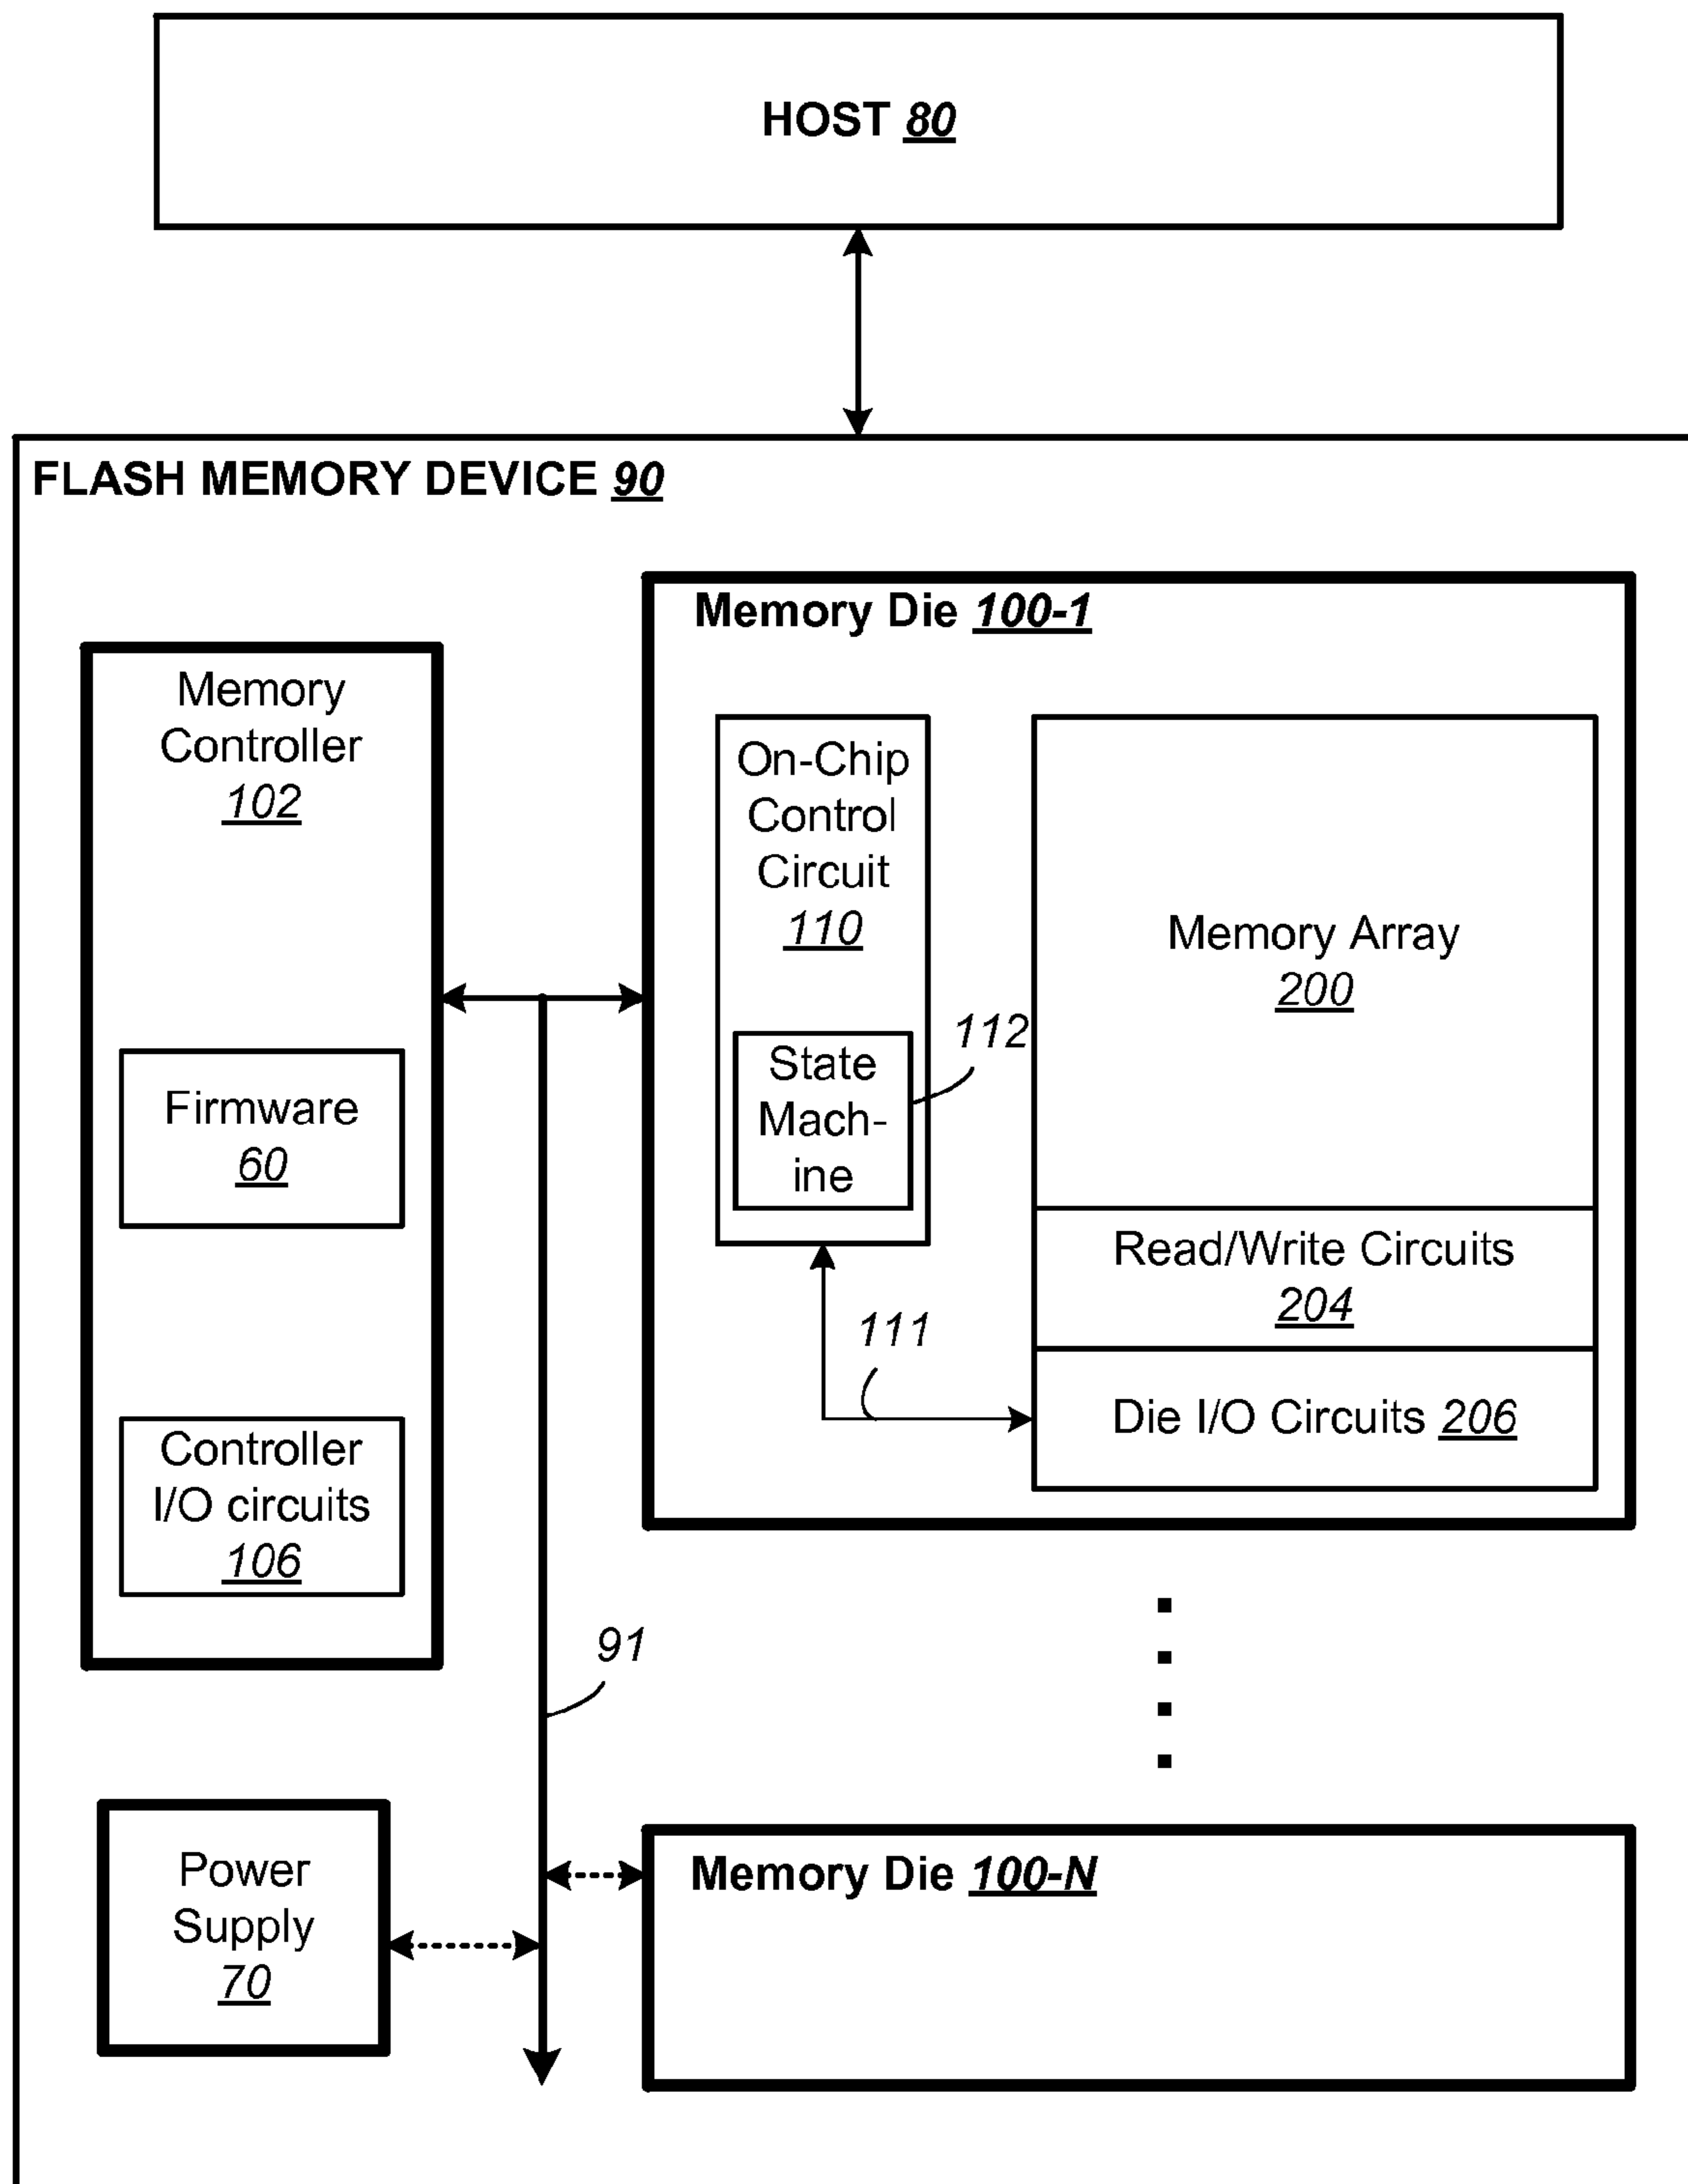 HOST 80
FLASH MEMORY DEVICE 90
Memory Die 100-1
Memory
Controller
102
Firmware
60
Controller
I/O circuits
106
On-Chip
Control
Circuit
110
State
Mach-
ine
112
111
Memory Array
200
Read/Write Circuits
204
Die I/O Circuits 206
91
Power
Supply
70
Memory Die 100-N